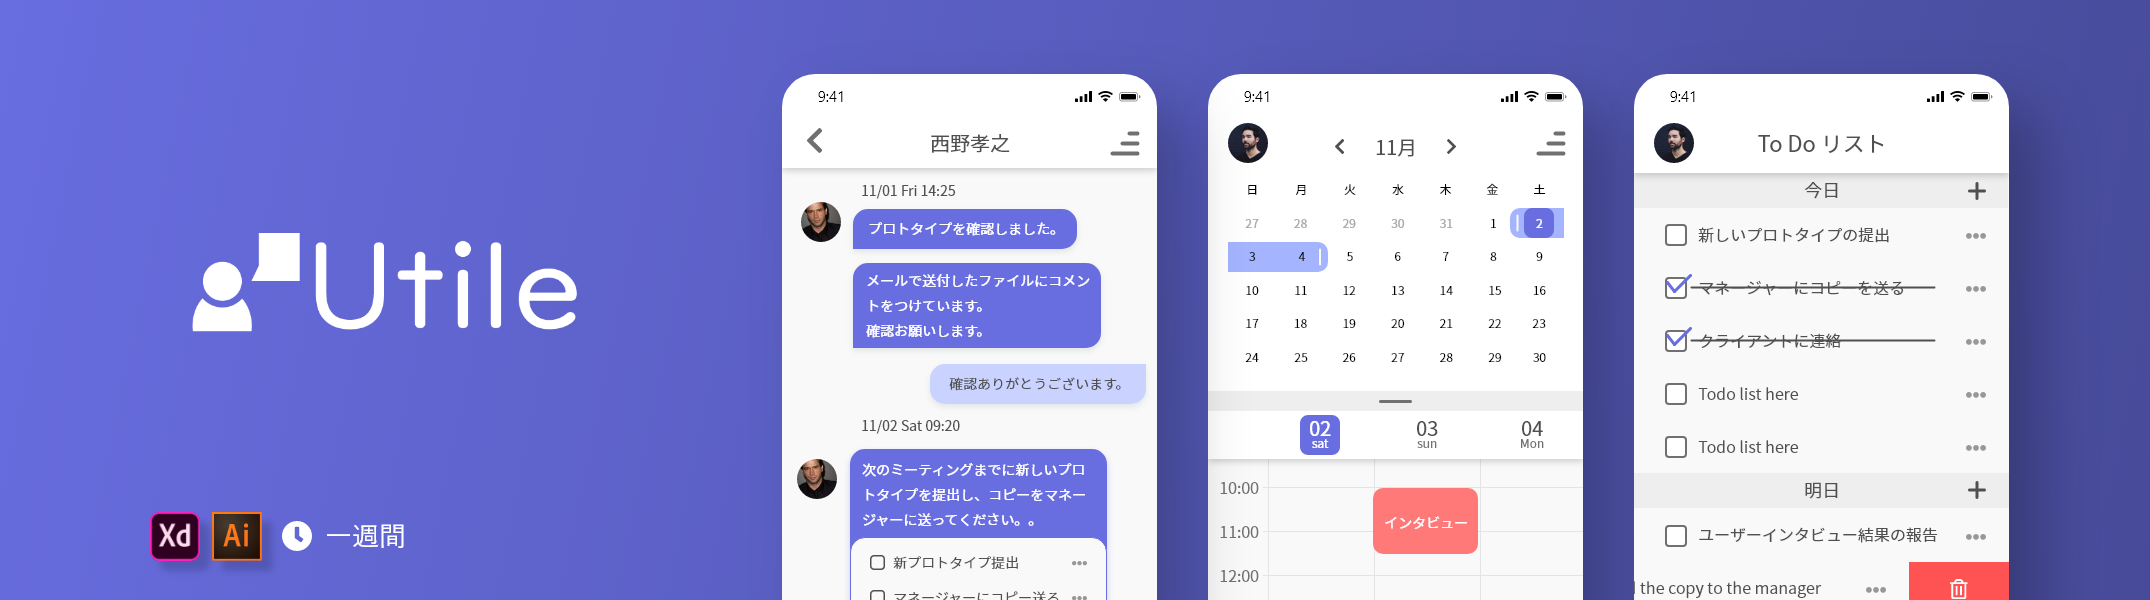 Utile
Xd Ai 一週間
9:41
西野孝之
11/01 Fri 14:25
プロトタイプを確認しました。
メールで送付したファイルにコメン
トをつけています。
確認お願いします。
確認ありがとうございます。
11/02 Sat 09:20
次のミーティングまでに新しいプロ
トタイプを提出し、コピーをマネー
ジャーに送ってください。。
新プロトタイプ提出
マネージャーにコピー送る
9:41
11月
日 月 火 水 木 金 土
27 28 29 30 31 1 2
3 4 5 6 7 8 9
10 11 12 13 14 15 16
17 18 19 20 21 22 23
24 25 26 27 28 29 30
02 03 04
sat sun Mon
10:00
インタビュー
11:00
12:00
9:41
To Do リスト
今日
新しいプロトタイプの提出
マネージャーにコピーを送る
クライアントに連絡
Todo list here
Todo list here
明日
ユーザーインタビュー結果の報告
the copy to the manager